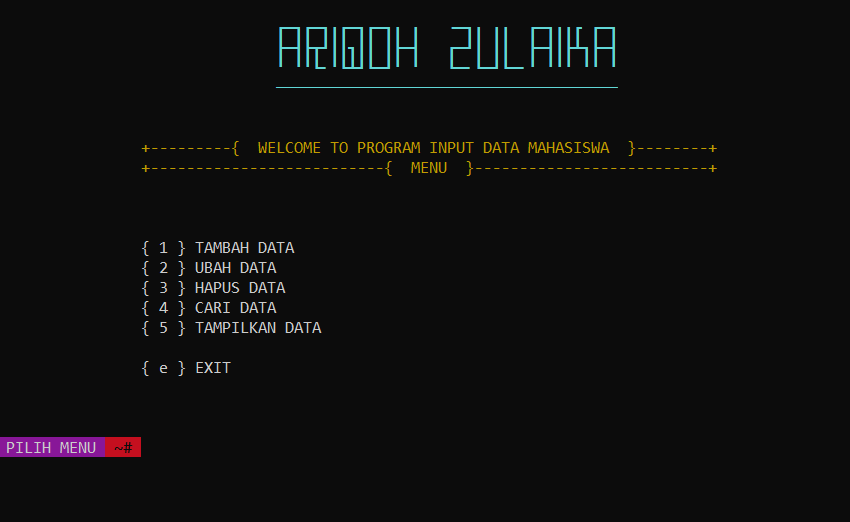 ARIQOH ZULAIKA
+---------{  WELCOME TO PROGRAM INPUT DATA MAHASISWA  }--------+
+--------------------------{  MENU  }--------------------------+
{ 1 } TAMBAH DATA
{ 2 } UBAH DATA
{ 3 } HAPUS DATA
{ 4 } CARI DATA
{ 5 } TAMPILKAN DATA
{ e } EXIT
PILIH MENU ~#